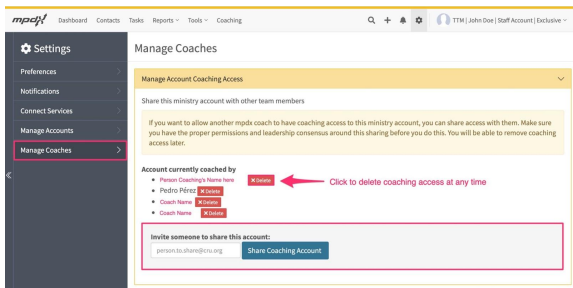 mpdx Dashboard Contacts Tasks Reports Tools Coaching TTM | John Doe | Staff Account | Exclusive
Settings
Preferences
Notifications
Connect Services
Manage Accounts
Manage Coaches
Manage Coaches
Manage Account Coaching Access
Share this ministry account with other team members
If you want to allow another mpdx coach to have coaching access to this ministry account, you can share access with them. Make sure
you have the proper permissions and leadership consensus around this sharing before you do this. You will be able to remove coaching
access later.
Account currently coached by
• Person Coaching's Name here × Delete Click to delete coaching access at any time
• Pedro Pérez × Delete
• Coach Name × Delete
• Coach Name × Delete
Invite someone to share this account:
person.to.share@cru.org Share Coaching Account